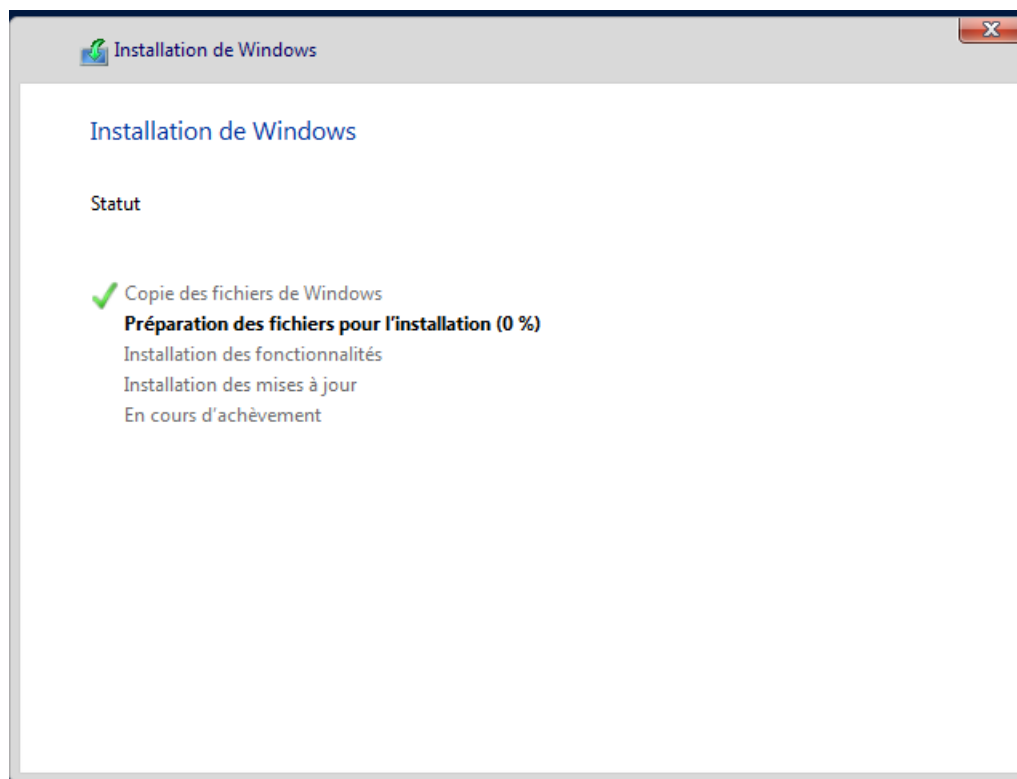 Installation de Windows
Installation de Windows
Statut
Copie des fichiers de Windows
Préparation des fichiers pour l'installation (0 %)
Installation des fonctionnalités
Installation des mises à jour
En cours d'achèvement